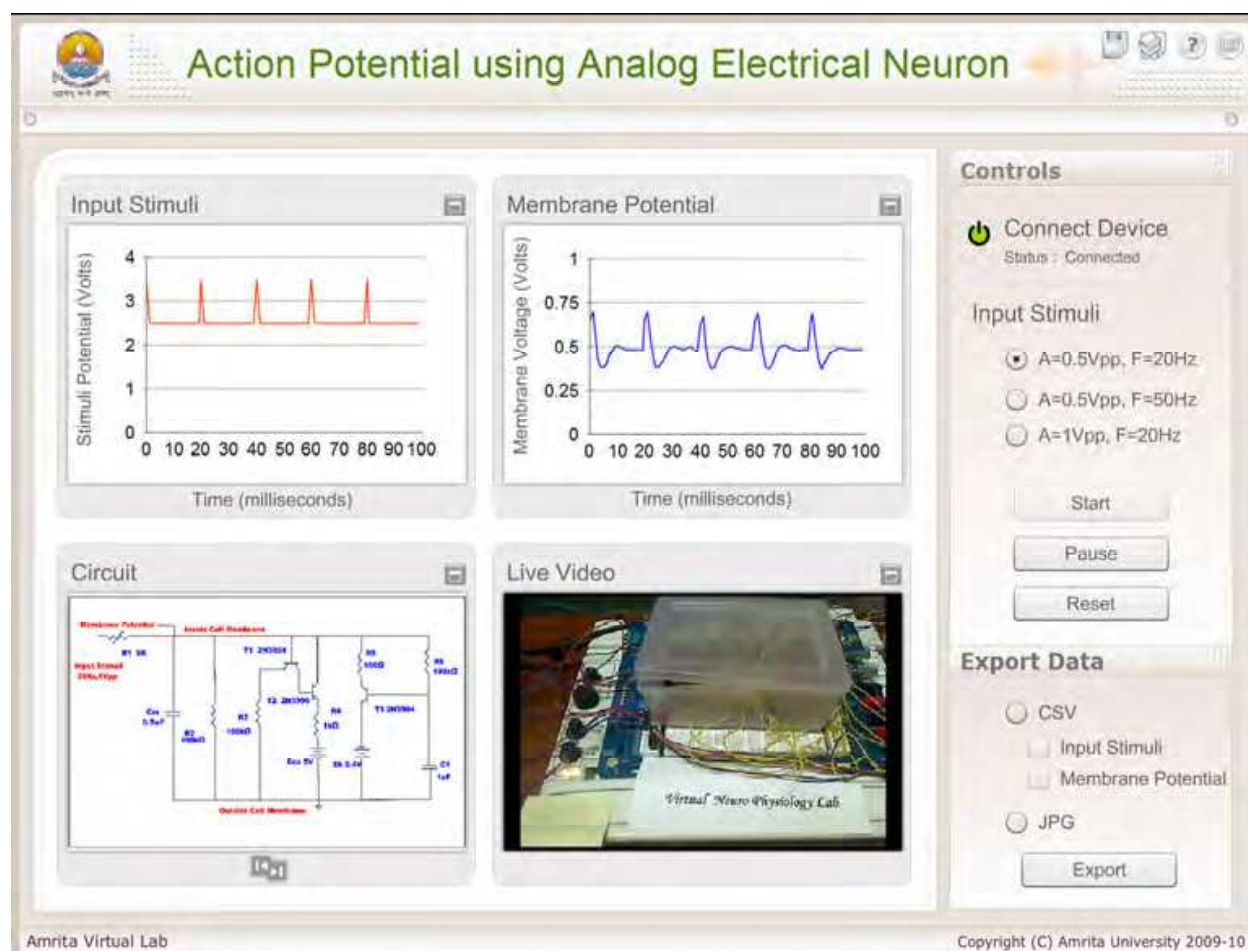 Action Potential using Analog Electrical Neuron
Input Stimuli
Stimuli Potential (Volts)
4
3
2
1
0
0 10 20 30 40 50 60 70 80 90 100
Time (milliseconds)
Membrane Potential
Membrane Voltage (Volts)
1
0.75
0.5
0.25
0
0 10 20 30 40 50 60 70 80 90 100
Time (milliseconds)
Circuit
Membrane Potential
Inside Cell Membrane
Input Stimuli
Outside Cell Membrane
Live Video
Virtual Neuro Physiology Lab
Controls
Connect Device
Status : Connected
Input Stimuli
A=0.5Vpp, F=20Hz
A=0.5Vpp, F=50Hz
A=1Vpp, F=20Hz
Start
Pause
Reset
Export Data
CSV
Input Stimuli
Membrane Potential
JPG
Export
Amrita Virtual Lab
Copyright (C) Amrita University 2009-10